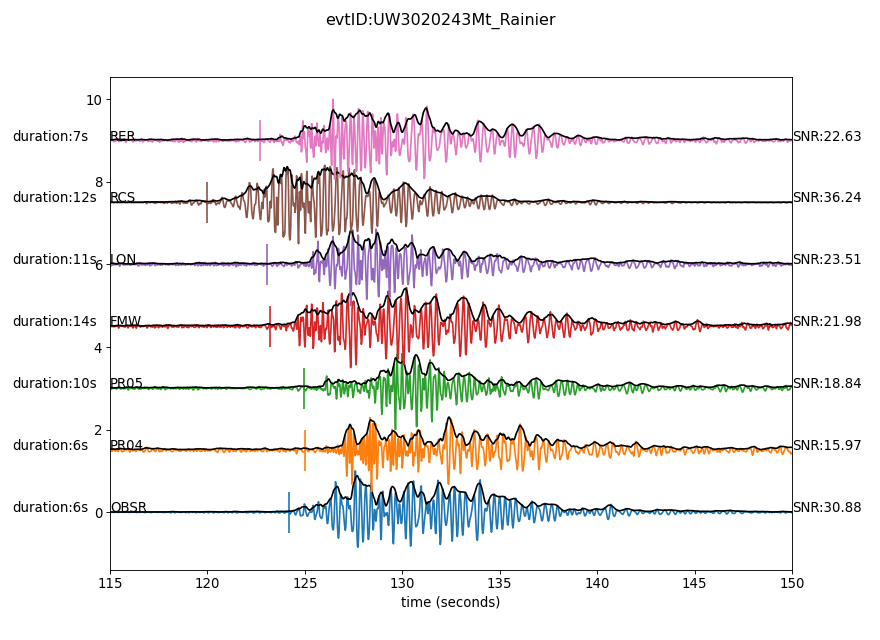 evtID:UW3020243Mt_Rainier
10
duration:7s RER SNR:22.63
8
duration:12s RCS SNR:36.24
duration:11s LON SNR:23.51
6
duration:14s FMW SNR:21.98
4
duration:10s PR05 SNR:18.84
2
duration:6s PR04 SNR:15.97
duration:6s OBSR SNR:30.88
0
115 120 125 130 135 140 145 150
time (seconds)